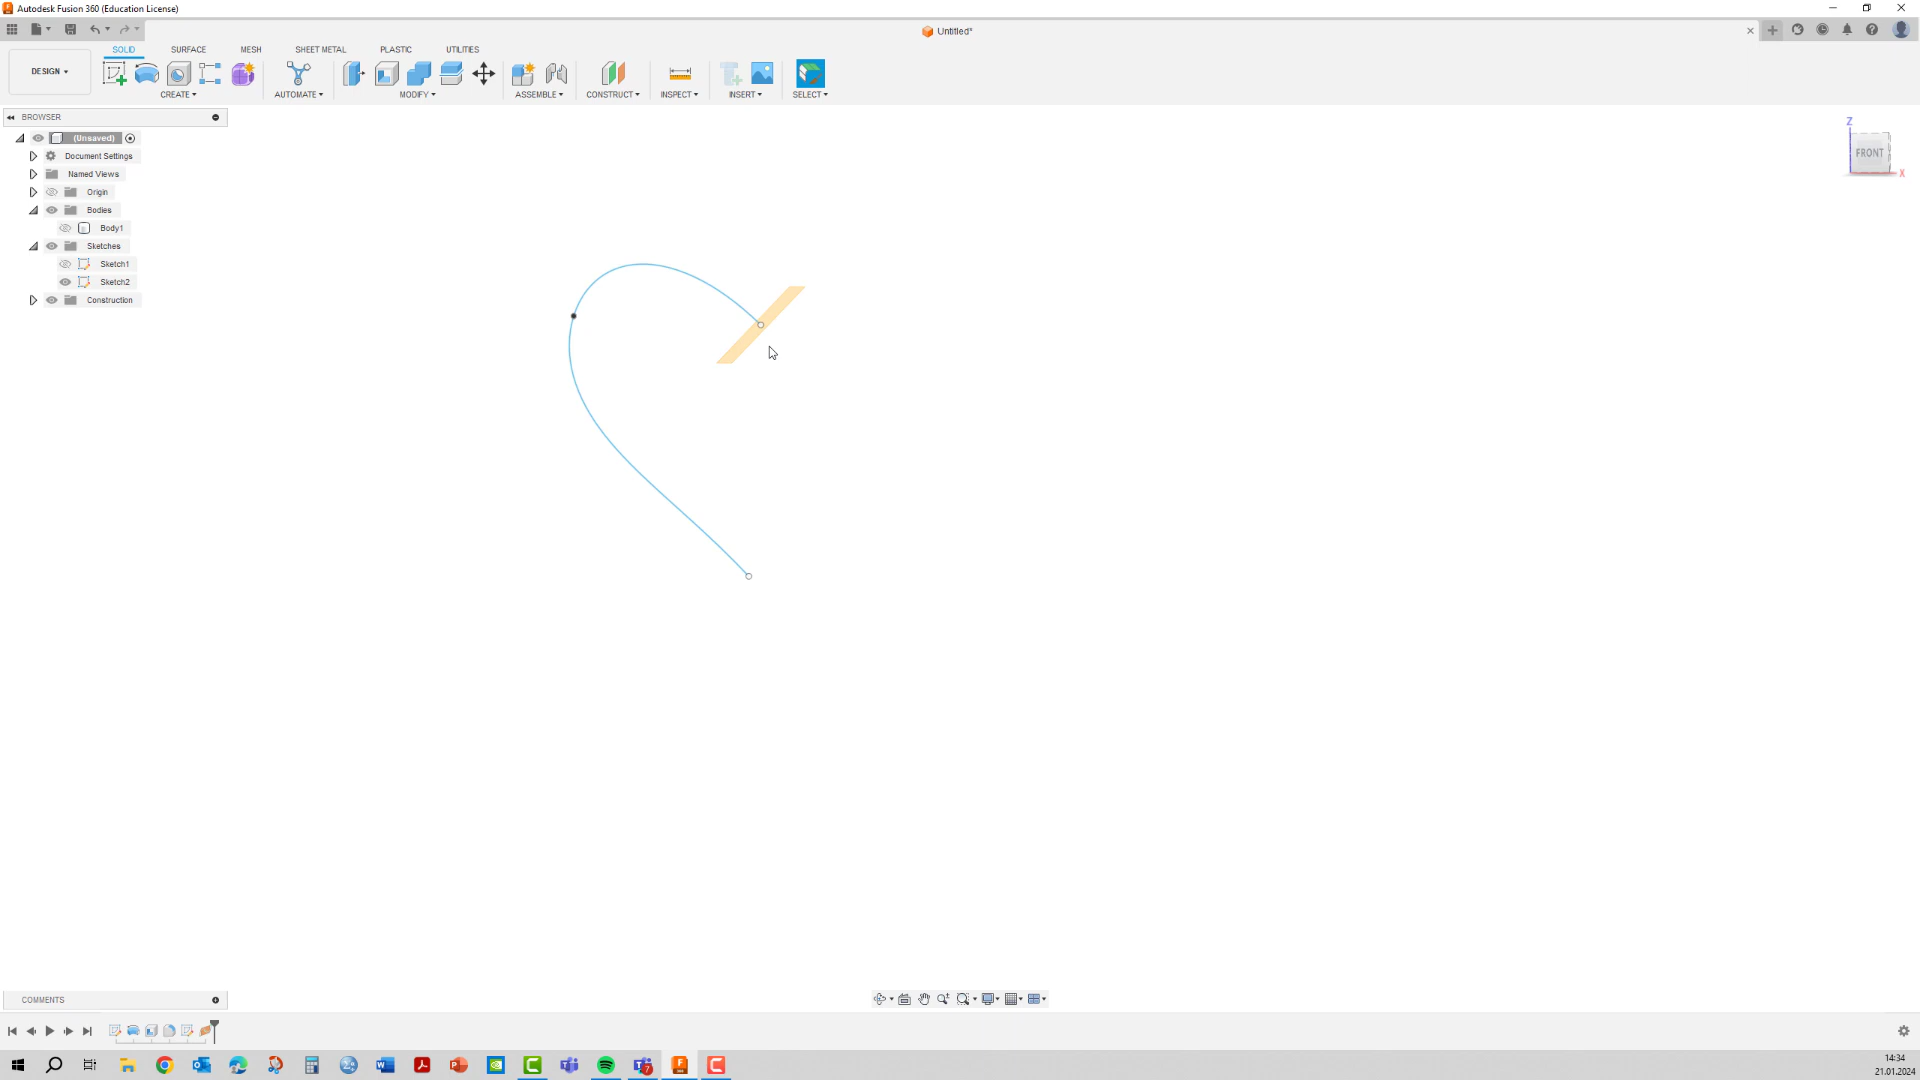 Autodesk Fusion 360 (Education License)
Untitled*
DESIGN
SOLID
SURFACE
MESH
SHEET METAL
PLASTIC
UTILITIES
CREATE
AUTOMATE
MODIFY
ASSEMBLE
CONSTRUCT
INSPECT
INSERT
SELECT
BROWSER
(Unsaved)
Document Settings
Named Views
Origin
Bodies
Body1
Sketches
Sketch1
Sketch2
Construction
Z
FRONT
X
COMMENTS
14:34
21.01.2024